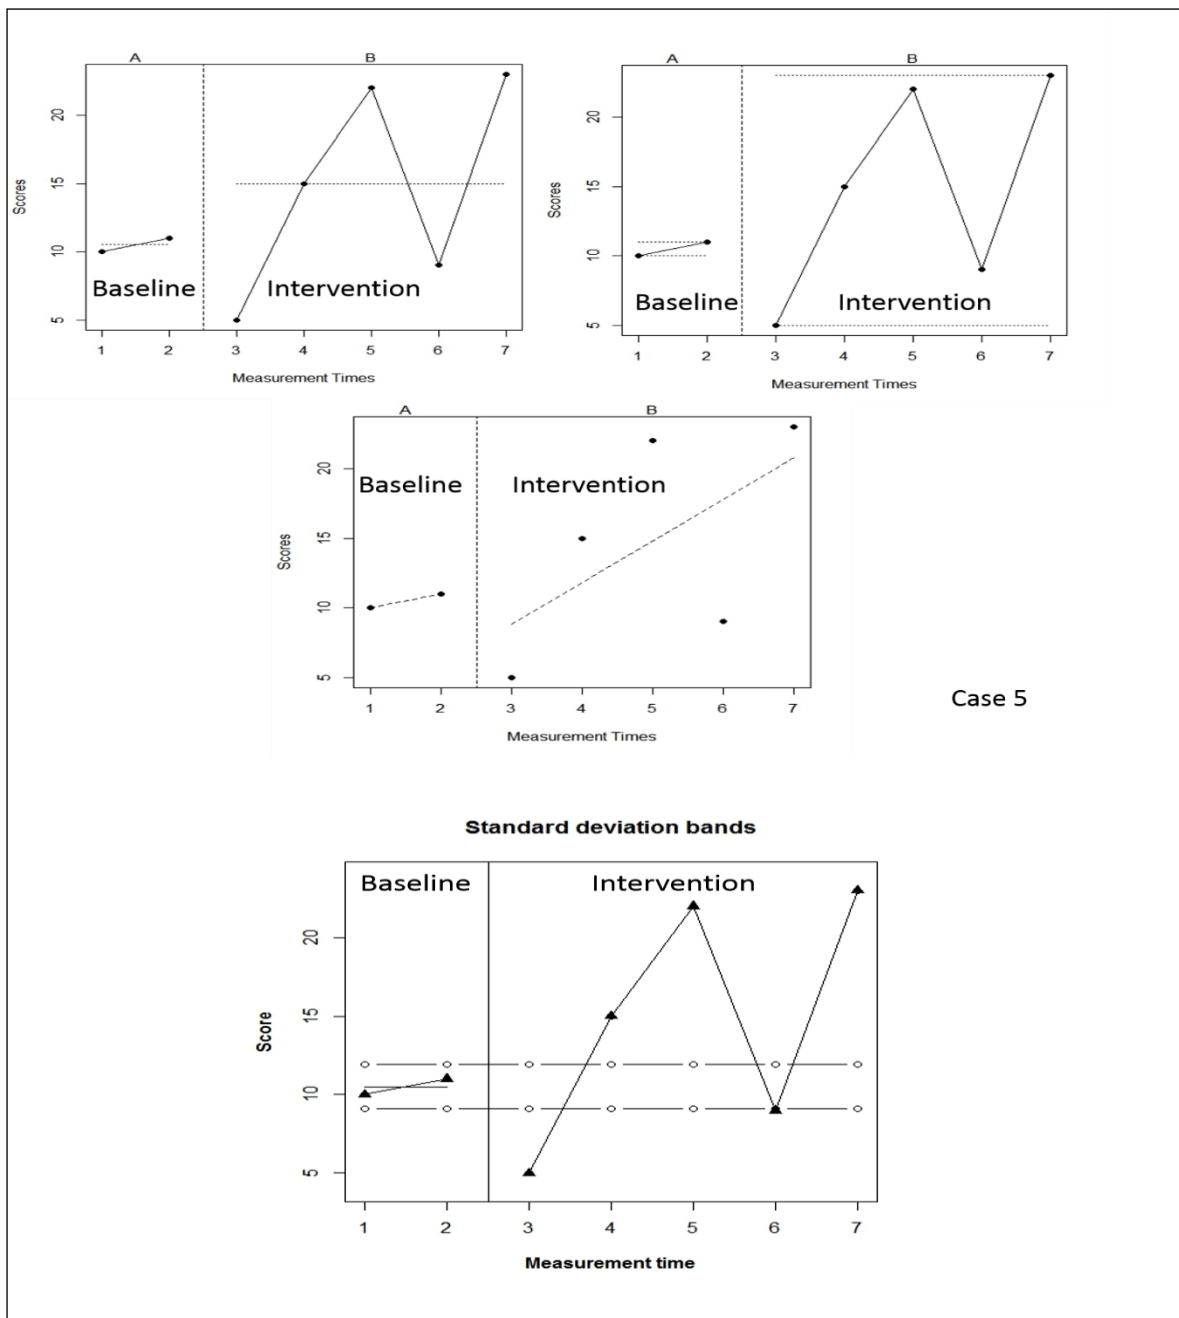 A B
Scores
20
15
10
5
Baseline Intervention
1 2 3 4 5 6 7
Measurement Times
A B
Scores
20
15
10
5
Baseline Intervention
1 2 3 4 5 6 7
Measurement Times
A B
Scores
20
15
10
5
Baseline Intervention
1 2 3 4 5 6 7
Measurement Times
Case 5
Standard deviation bands
Baseline Intervention
Score
20
15
10
5
1 2 3 4 5 6 7
Measurement time